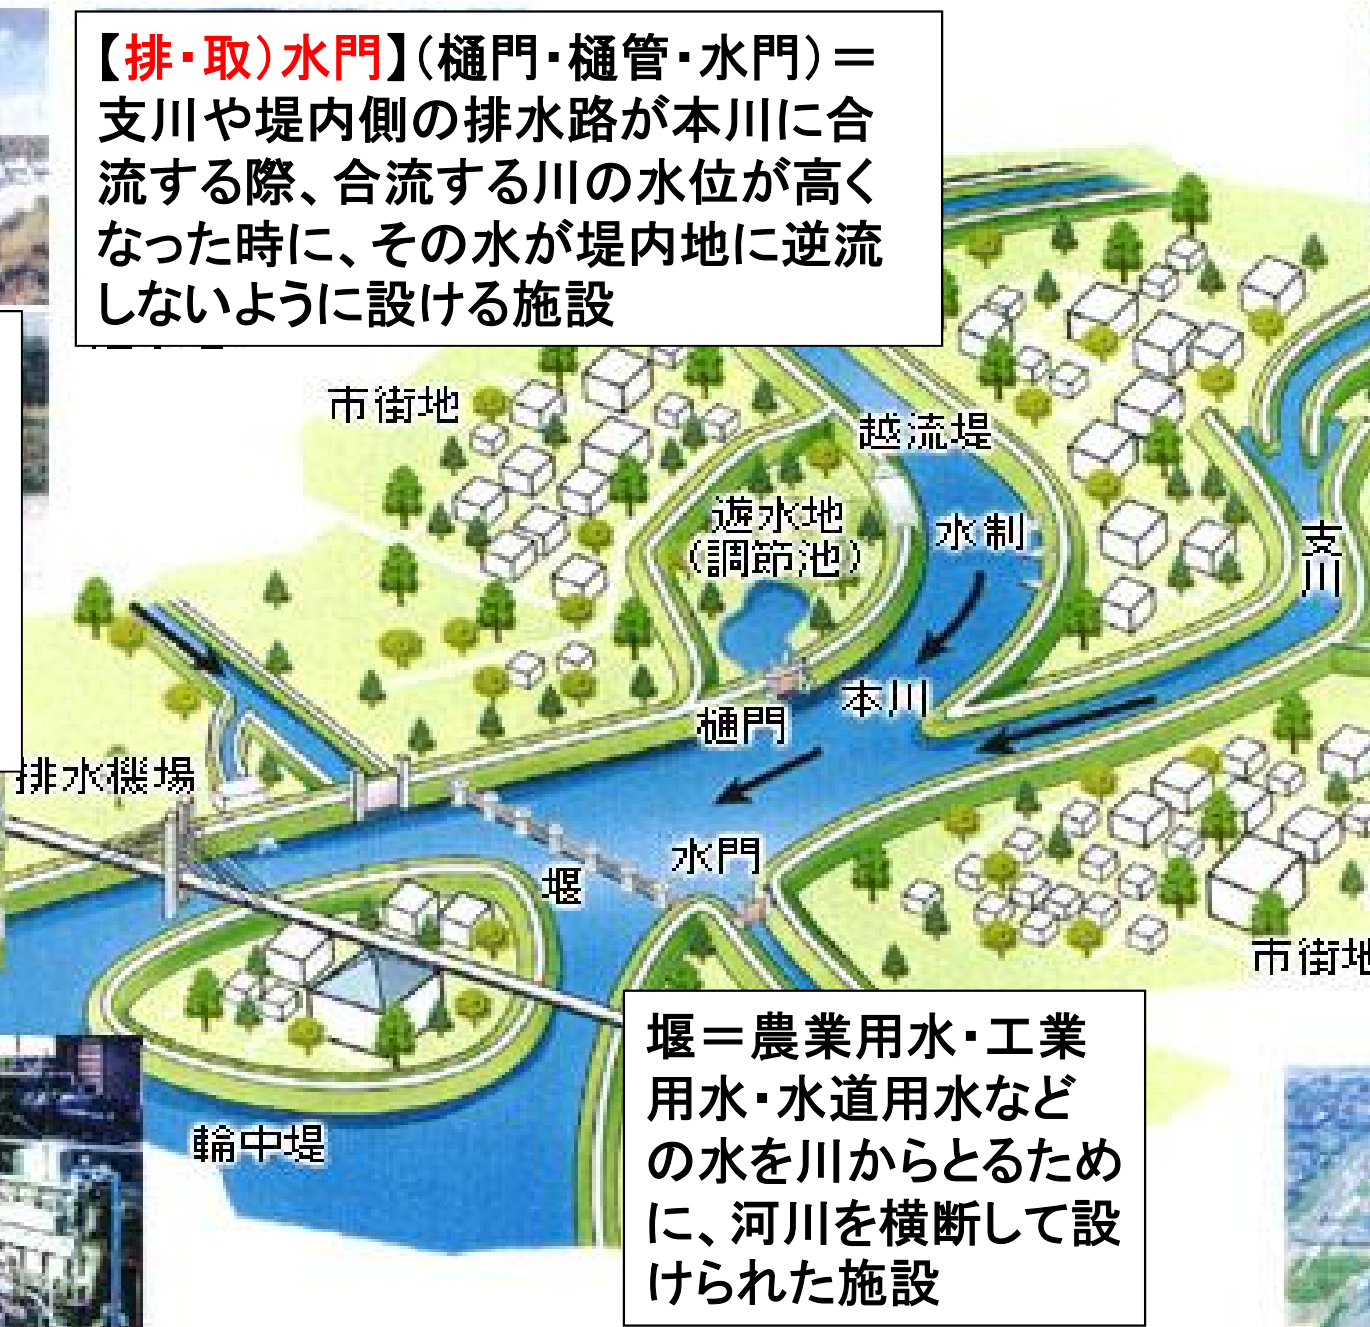 【排・取）水門】（樋門・樋管・水門）＝
支川や堤内側の排水路が本川に合
流する際、合流する川の水位が高く
なった時に、その水が堤内地に逆流
しないように設ける施設
市街地
越流堤
遊水地
（調節池）
水制
支川
本川
樋門
排水機場
水門
堰
市街地
輪中堤
堰＝農業用水・工業
用水・水道用水など
の水を川からとるため
に、河川を横断して設
けられた施設